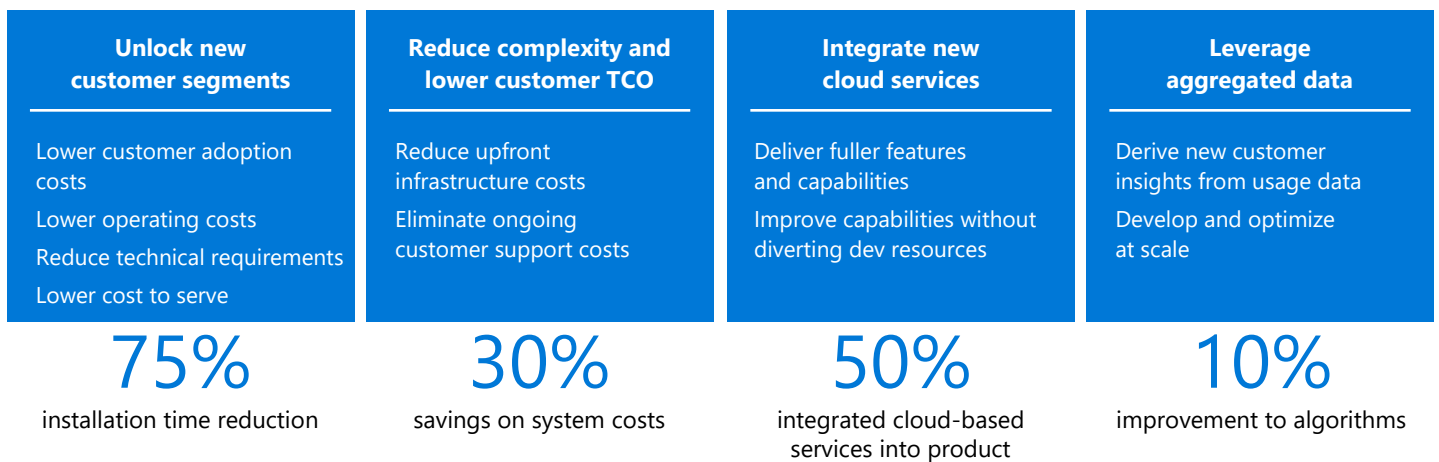 Unlock new
customer segments
Lower customer adoption
costs
Lower operating costs
Reduce technical requirements
Lower cost to serve
75%
installation time reduction
Reduce complexity and
lower customer TCO
Reduce upfront
infrastructure costs
Eliminate ongoing
customer support costs
30%
savings on system costs
Integrate new
cloud services
Deliver fuller features
and capabilities
Improve capabilities without
diverting dev resources
50%
integrated cloud-based
services into product
Leverage
aggregated data
Derive new customer
insights from usage data
Develop and optimize
at scale
10%
improvement to algorithms